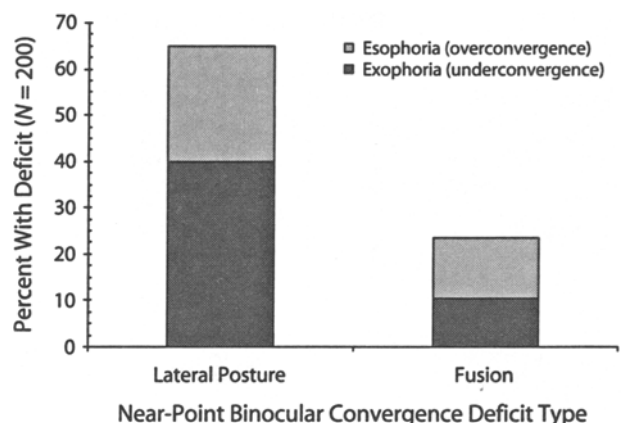 70
60
50
40
30
20
10
0
Percent With Deficit (N = 200)
Esophoria (overconvergence)
Exophoria (underconvergence)
Lateral Posture
Fusion
Near-Point Binocular Convergence Deficit Type